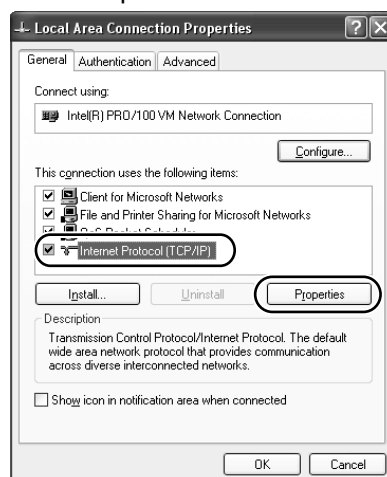 Local Area Connection Properties
General Authentication Advanced
Connect using:
Intel(R) PRO/100 VM Network Connection
Configure...
This connection uses the following items:
Client for Microsoft Networks
File and Printer Sharing for Microsoft Networks
QoS Packet Scheduler
Internet Protocol (TCP/IP)
Install... Uninstall Properties
Description
Transmission Control Protocol/Internet Protocol. The default
wide area network protocol that provides communication
across diverse interconnected networks.
Show icon in notification area when connected
OK Cancel